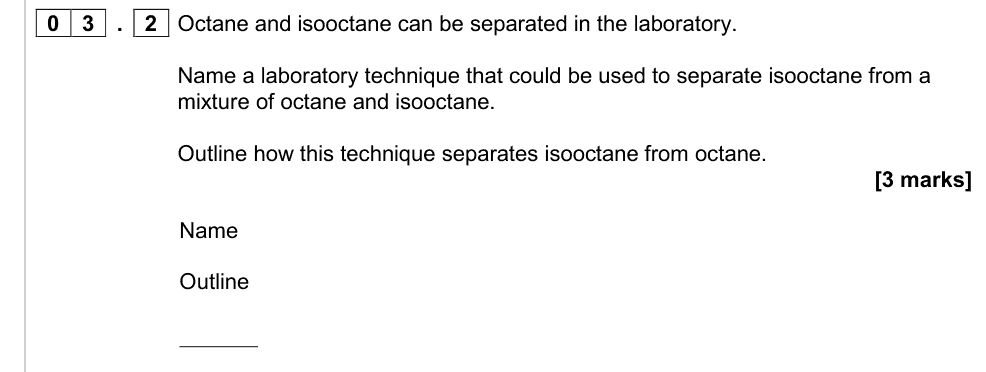 0 3 . 2 Octane and isooctane can be separated in the laboratory.
Name a laboratory technique that could be used to separate isooctane from a
mixture of octane and isooctane.
Outline how this technique separates isooctane from octane.
[3 marks]
Name
Outline